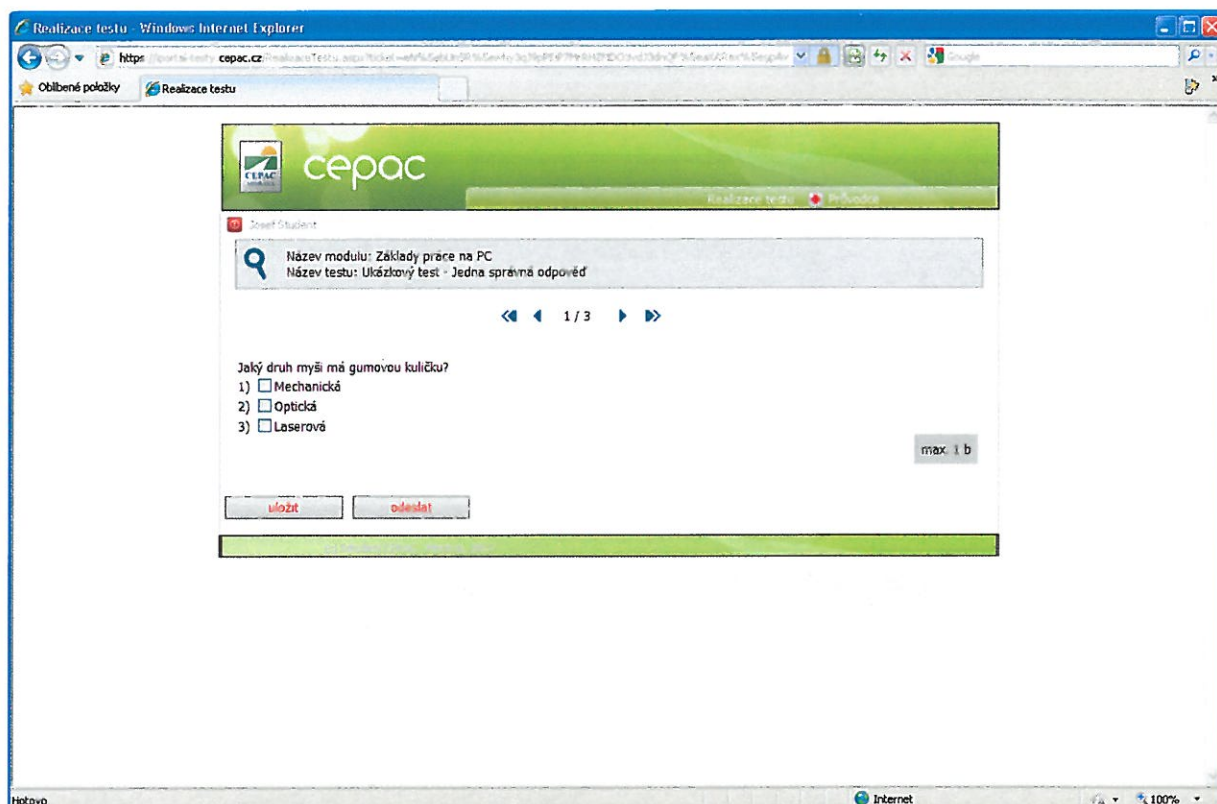 Realizace testu - Windows Internet Explorer
https cepac.cz
Google
Oblíbené položky
Realizace testu
CEPAC
cepac
Realizace testu Průvodce
Josef Student
Název modulu: Základy práce na PC
Název testu: Ukázkový test - Jedna správná odpověď
1 / 3
Jaký druh myši má gumovou kuličku?
1) Mechanická
2) Optická
3) Laserová
max. 1 b
uložit odeslat
Hotovo Internet 100%